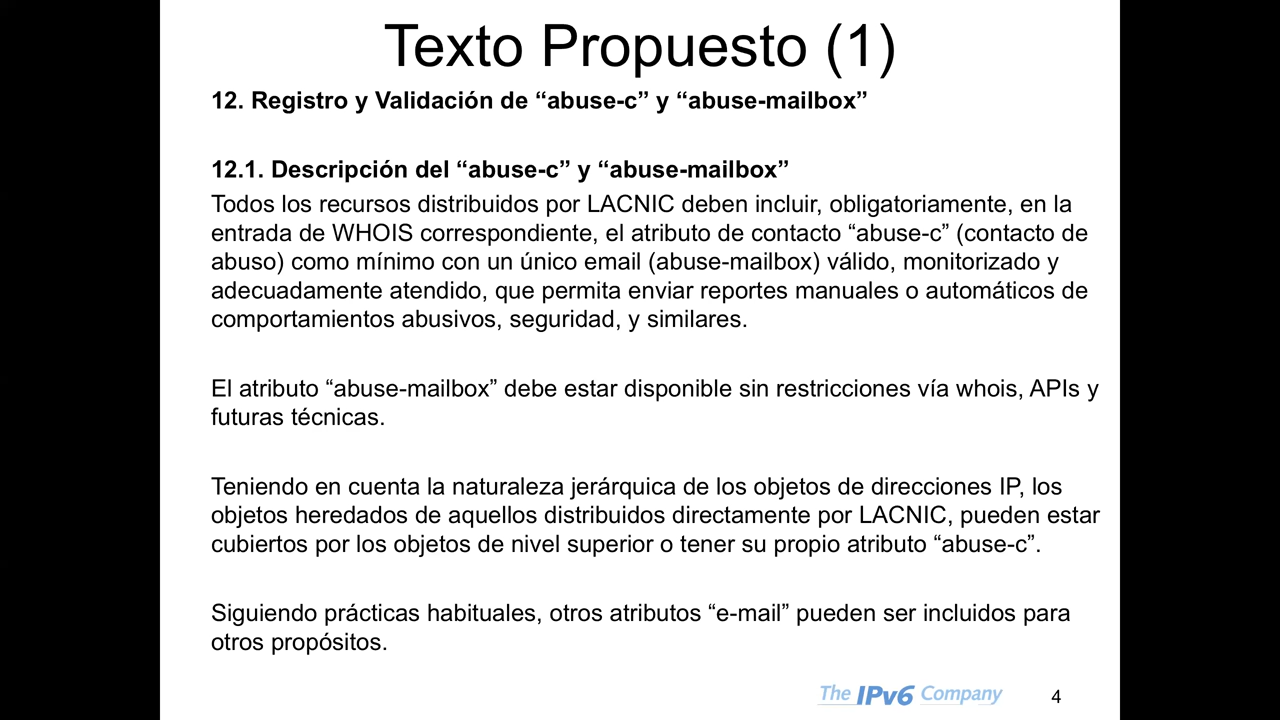 Texto Propuesto (1)
12. Registro y Validación de “abuse-c” y “abuse-mailbox”
12.1. Descripción del “abuse-c” y “abuse-mailbox”
Todos los recursos distribuidos por LACNIC deben incluir, obligatoriamente, en la
entrada de WHOIS correspondiente, el atributo de contacto “abuse-c” (contacto de
abuso) como mínimo con un único email (abuse-mailbox) válido, monitorizado y
adecuadamente atendido, que permita enviar reportes manuales o automáticos de
comportamientos abusivos, seguridad, y similares.
El atributo “abuse-mailbox” debe estar disponible sin restricciones vía whois, APIs y
futuras técnicas.
Teniendo en cuenta la naturaleza jerárquica de los objetos de direcciones IP, los
objetos heredados de aquellos distribuidos directamente por LACNIC, pueden estar
cubiertos por los objetos de nivel superior o tener su propio atributo “abuse-c”.
Siguiendo prácticas habituales, otros atributos “e-mail” pueden ser incluidos para
otros propósitos.
The IPv6 Company
4